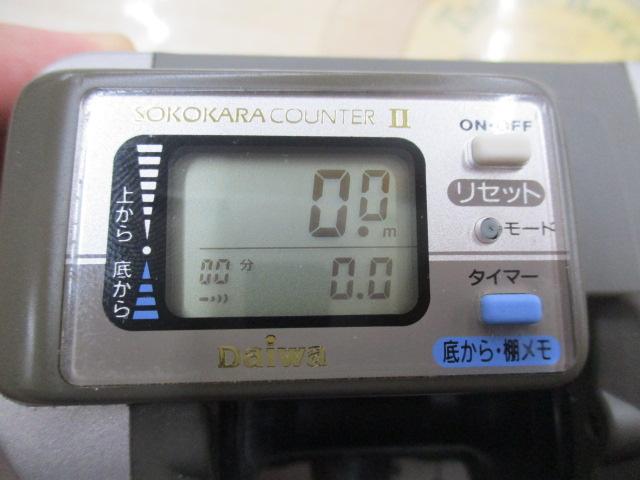 SOKOKARA COUNTER II
ON・OFF
リセット
モード
タイマー
底から・棚メモ
上から
底から
0.0 m
00 分 0.0
Daiwa